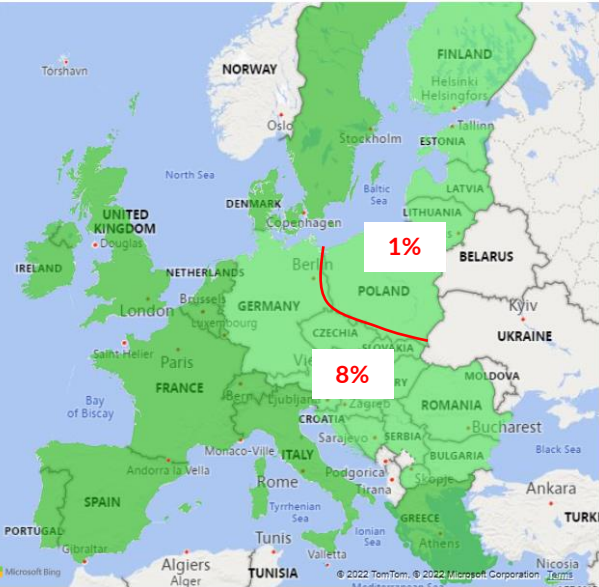 FINLAND
Tórshavn
NORWAY
Helsinki
Helsingfors
Oslo
Tallinn
Stockholm
ESTONIA
North Sea
Baltic
Sea
LATVIA
DENMARK
LITHUANIA
UNITED
KINGDOM
Copenhagen
Douglas
1%
BELARUS
IRELAND
NETHERLANDS
Berlin
POLAND
Brussels
GERMANY
Kyiv
London
Luxembourg
UKRAINE
CZECHIA
Saint Helier
SLOVAKIA
Paris
8%
MOLDOVA
FRANCE
Bern
Ljubljana
Zagreb
ROMANIA
Bay
of Biscay
CROATIA
Bucharest
Monaco-Ville
ITALY
Sarajevo
SERBIA
Black Sea
Andorra la Vella
BULGARIA
Podgorica
Rome
Skopje
Tirana
SPAIN
Ankara
Tyrrhenian
Sea
GREECE
TURK
PORTUGAL
Ionian
Sea
Athens
Gibraltar
Tunis
Valletta
Nicosia
Algiers
Alger
TUNISIA
Microsoft Bing
© 2022 TomTom, © 2022 Microsoft Corporation Terms
Mediterranean Sea